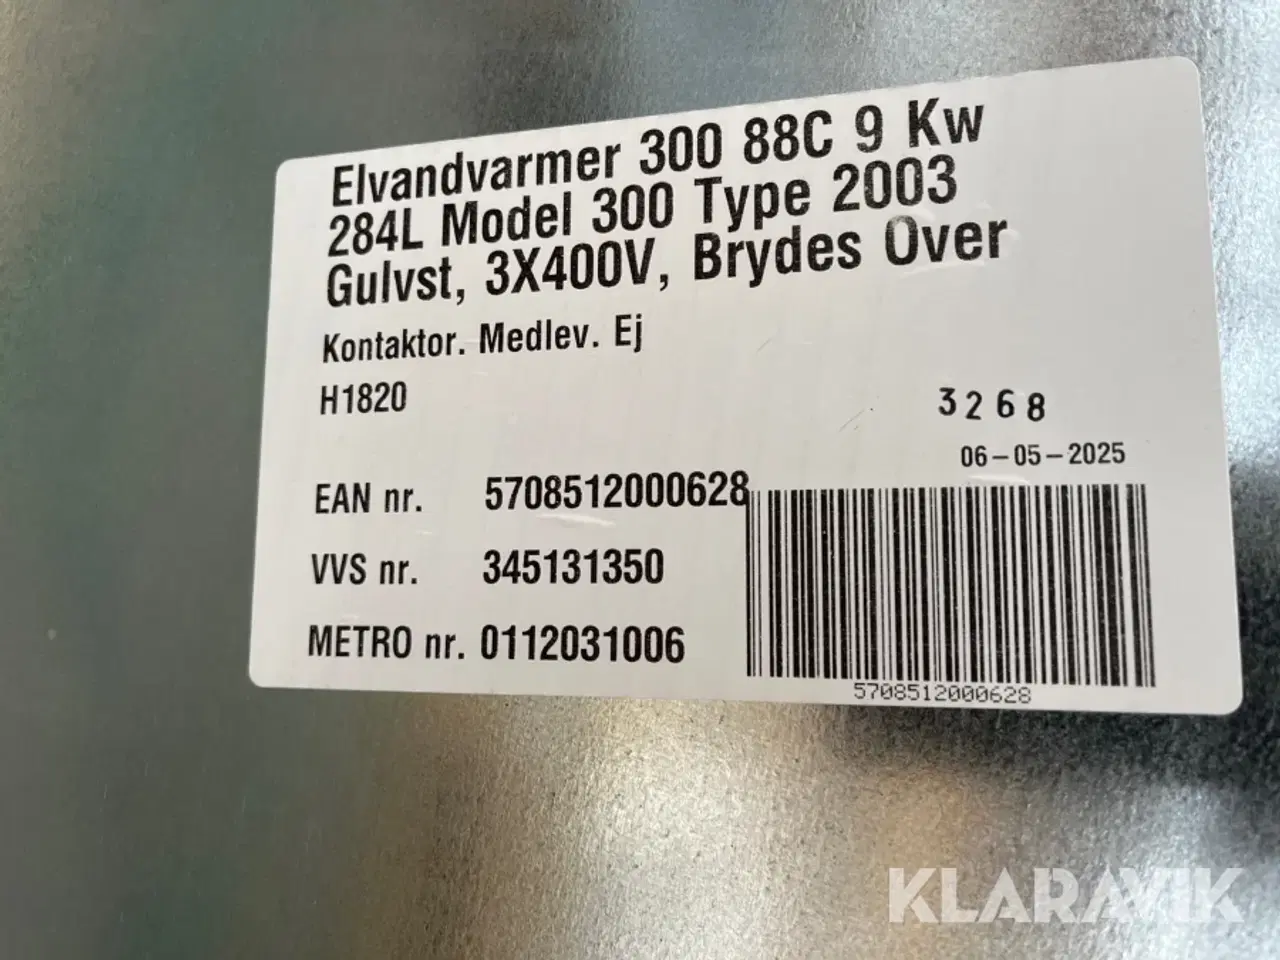 Elvandvarmer 300 88C 9 Kw
284L Model 300 Type 2003
Gulvst, 3X400V, Brydes Over
Kontaktor. Medlev. Ej
H1820
3268
06-05-2025
EAN nr. 5708512000628
VVS nr. 345131350
METRO nr. 0112031006
5708512000628
KLARAVIK